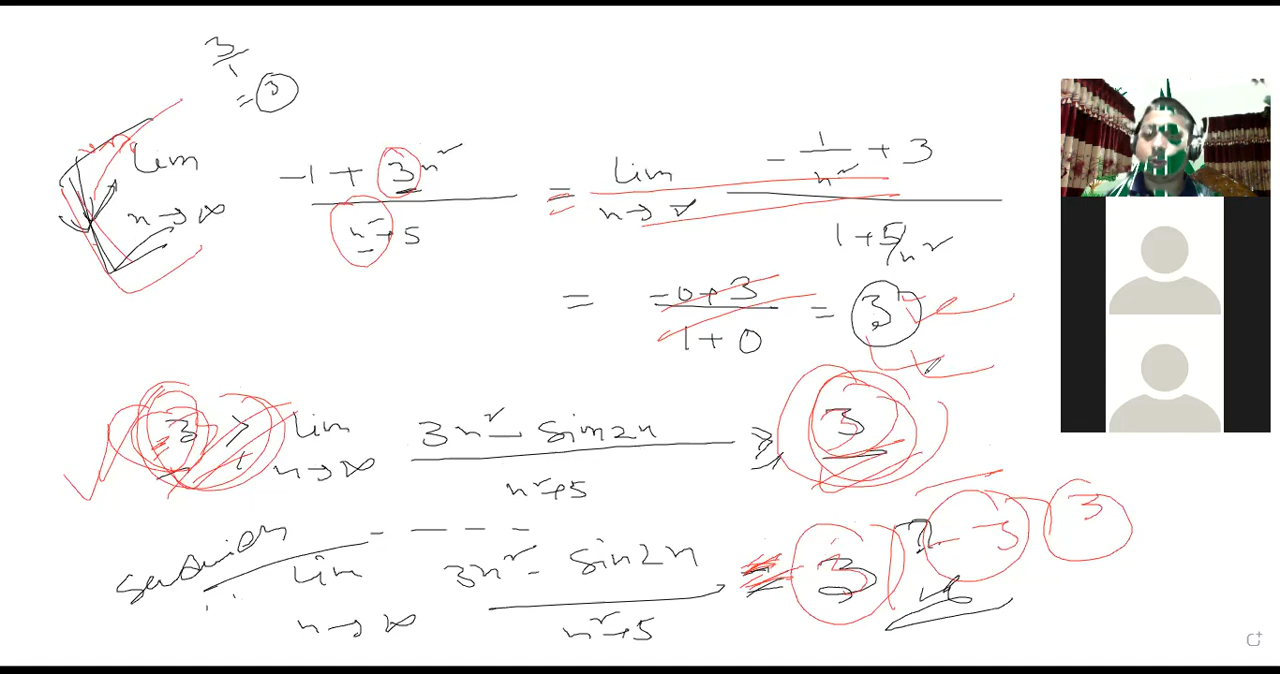 3/1
= 3
lim n→∞ (-1 + 3n²)/(n²+5) = lim n→ (-1/n² + 3)/(1+5/n²)
= (-0+3)/(1+0) = 3
3 ≥ lim n→∞ (3n² - sin2n)/(n²+5) ≥ 3
lim n→∞ (3n² - sin2n)/(n²+5) = 3
-3 3